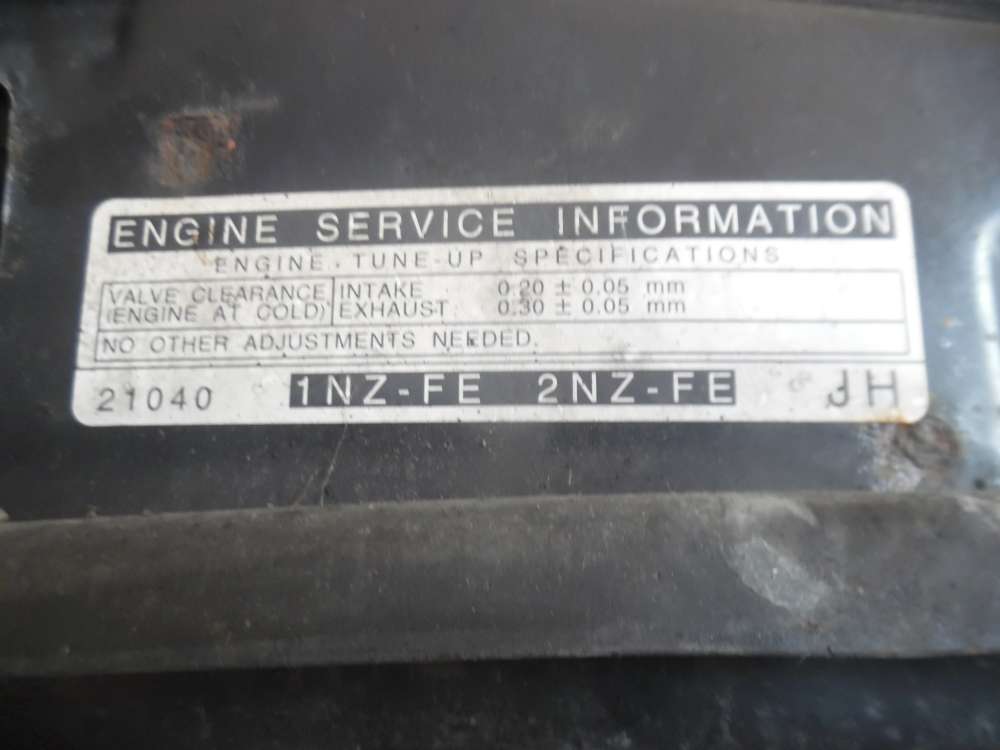 ENGINE SERVICE INFORMATION
ENGINE TUNE-UP SPECIFICATIONS
VALVE CLEARANCE (ENGINE AT COLD) INTAKE 0.20 ± 0.05 mm
EXHAUST 0.30 ± 0.05 mm
NO OTHER ADJUSTMENTS NEEDED.
21040 1NZ-FE 2NZ-FE